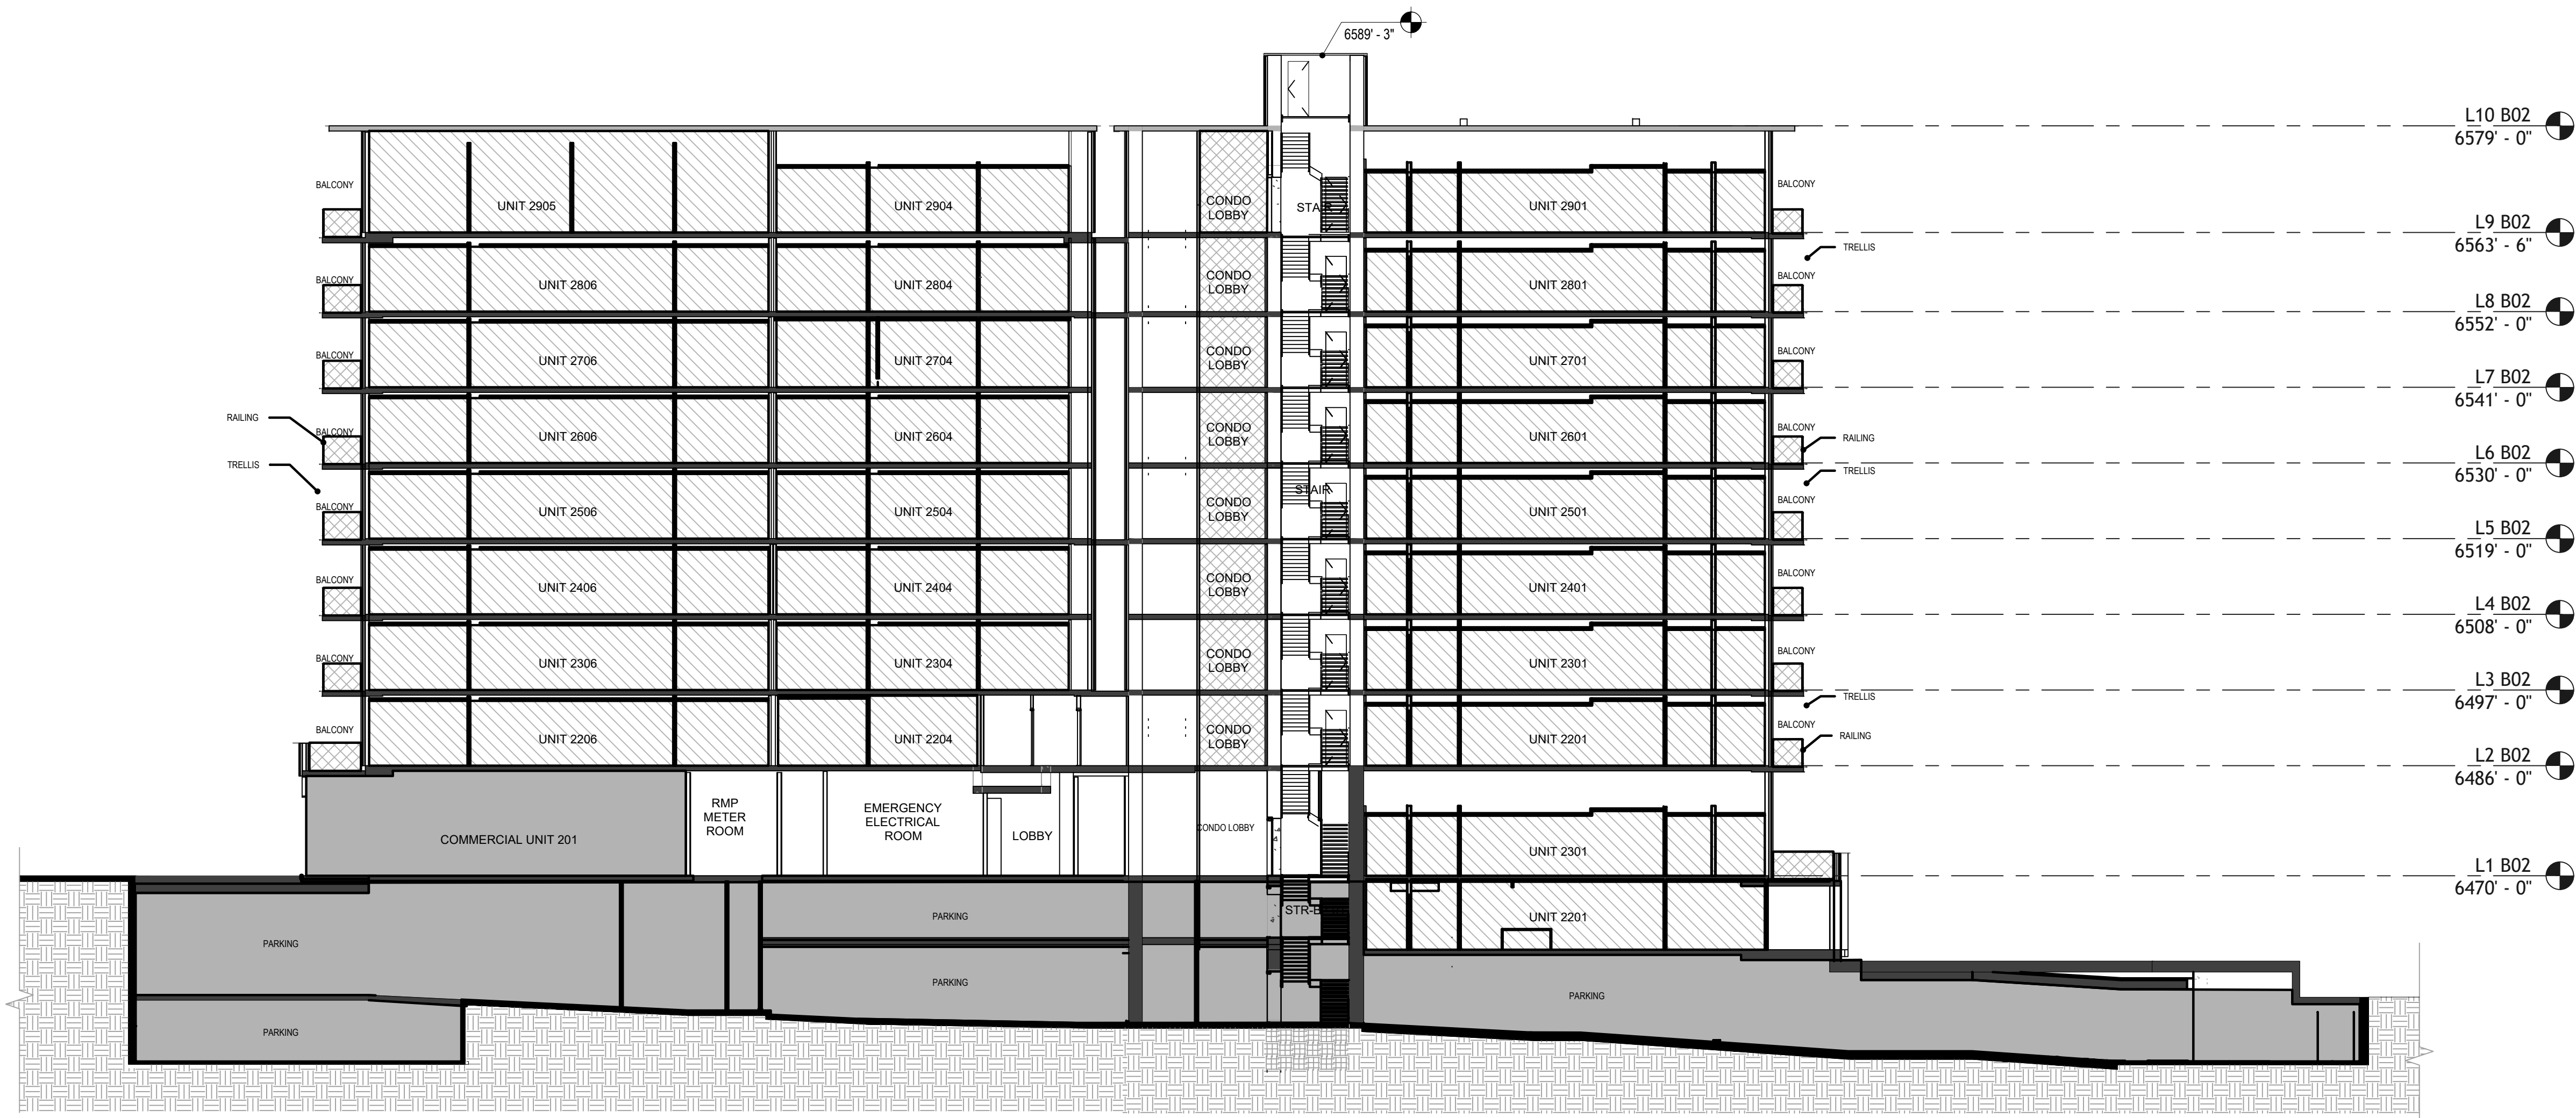 6589' - 3"
L10 B02
6579' - 0"
BALCONY
UNIT 2905
UNIT 2904
CONDO
LOBBY
STAIR
UNIT 2901
BALCONY
L9 B02
6563' - 6"
TRELLIS
BALCONY
UNIT 2806
UNIT 2804
CONDO
LOBBY
UNIT 2801
BALCONY
L8 B02
6552' - 0"
BALCONY
UNIT 2706
UNIT 2704
CONDO
LOBBY
UNIT 2701
BALCONY
L7 B02
6541' - 0"
RAILING
BALCONY
UNIT 2606
UNIT 2604
CONDO
LOBBY
UNIT 2601
BALCONY
RAILING
L6 B02
6530' - 0"
TRELLIS
TRELLIS
STAIR
BALCONY
UNIT 2506
UNIT 2504
CONDO
LOBBY
UNIT 2501
BALCONY
L5 B02
6519' - 0"
BALCONY
UNIT 2406
UNIT 2404
CONDO
LOBBY
UNIT 2401
BALCONY
L4 B02
6508' - 0"
BALCONY
UNIT 2306
UNIT 2304
CONDO
LOBBY
UNIT 2301
BALCONY
L3 B02
6497' - 0"
TRELLIS
BALCONY
UNIT 2206
UNIT 2204
CONDO
LOBBY
UNIT 2201
BALCONY
RAILING
L2 B02
6486' - 0"
COMMERCIAL UNIT 201
RMP
METER
ROOM
EMERGENCY
ELECTRICAL
ROOM
LOBBY
CONDO LOBBY
UNIT 2301
L1 B02
6470' - 0"
PARKING
PARKING
UNIT 2201
PARKING
PARKING
PARKING